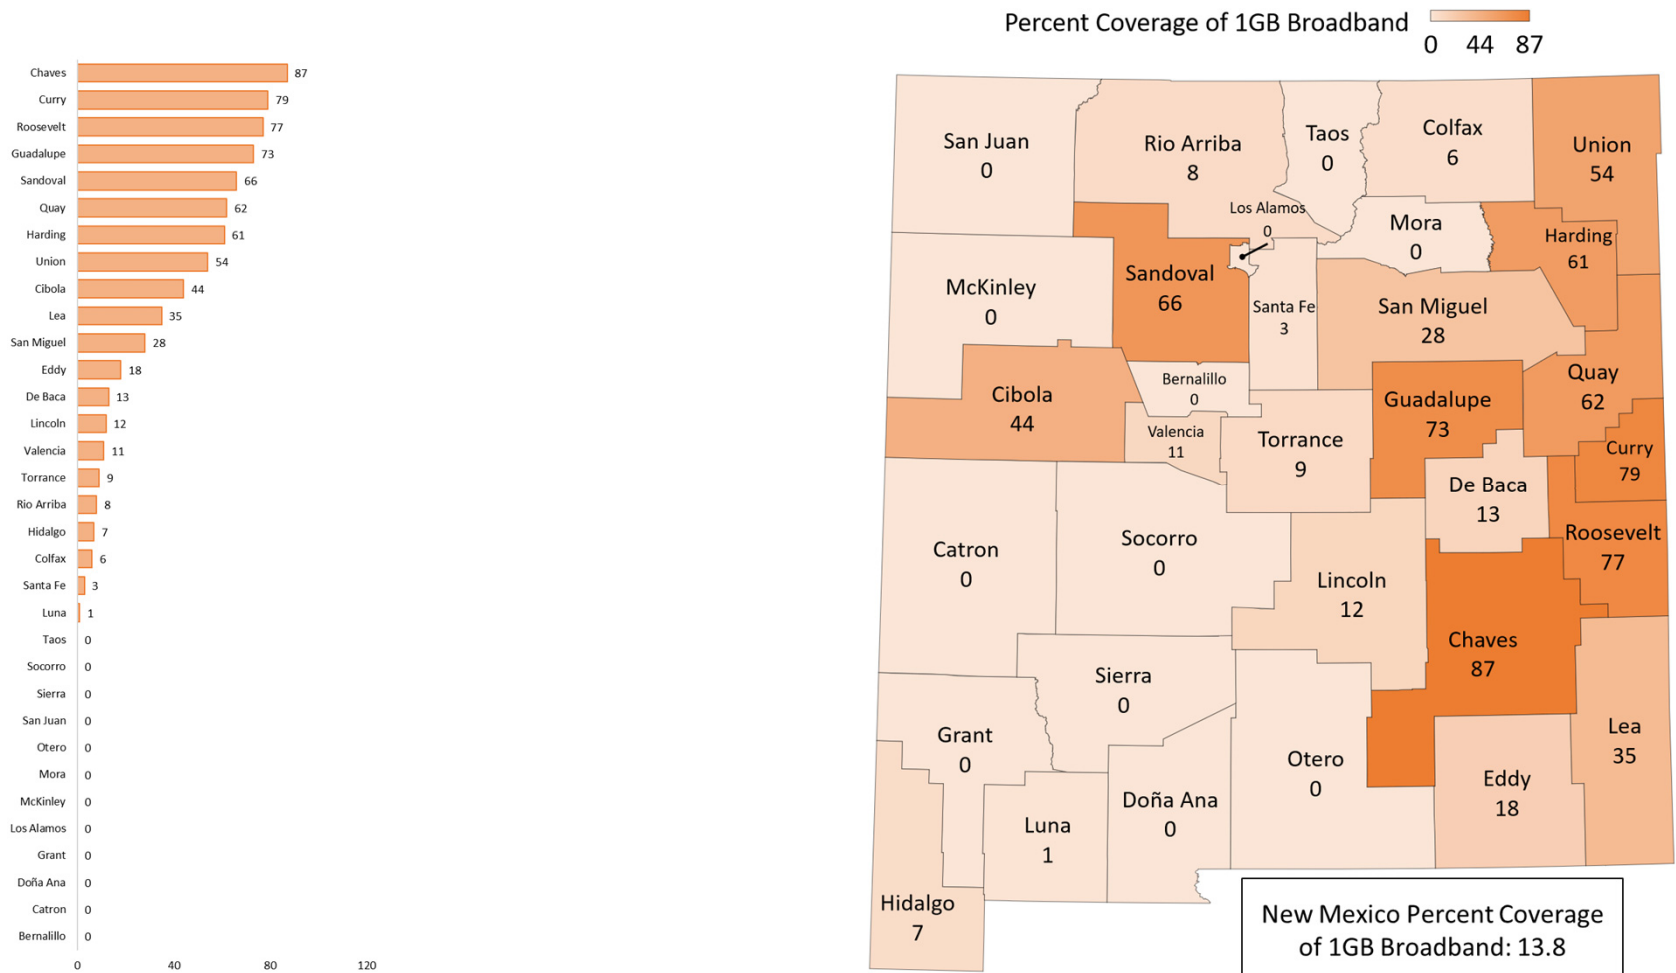 Chaves 87
Curry 79
Roosevelt 77
Guadalupe 73
Sandoval 66
Quay 62
Harding 61
Union 54
Cibola 44
Lea 35
San Miguel 28
Eddy 18
De Baca 13
Lincoln 12
Valencia 11
Torrance 9
Rio Arriba 8
Hidalgo 7
Colfax 6
Santa Fe 3
Luna 1
Taos 0
Socorro 0
Sierra 0
San Juan 0
Otero 0
Mora 0
McKinley 0
Los Alamos 0
Grant 0
Doña Ana 0
Catron 0
Bernalillo 0
0 40 80 120
Percent Coverage of 1GB Broadband
0 44 87
San Juan
0
Rio Arriba
8
Taos
0
Colfax
6
Union
54
Los Alamos
0
Mora
0
Harding
61
McKinley
0
Sandoval
66
Santa Fe
3
San Miguel
28
Quay
62
Cibola
44
Bernalillo
0
Valencia
11
Torrance
9
Guadalupe
73
Curry
79
De Baca
13
Roosevelt
77
Catron
0
Socorro
0
Lincoln
12
Chaves
87
Sierra
0
Grant
0
Otero
0
Lea
35
Eddy
18
Doña Ana
0
Luna
1
Hidalgo
7
New Mexico Percent Coverage
of 1GB Broadband: 13.8